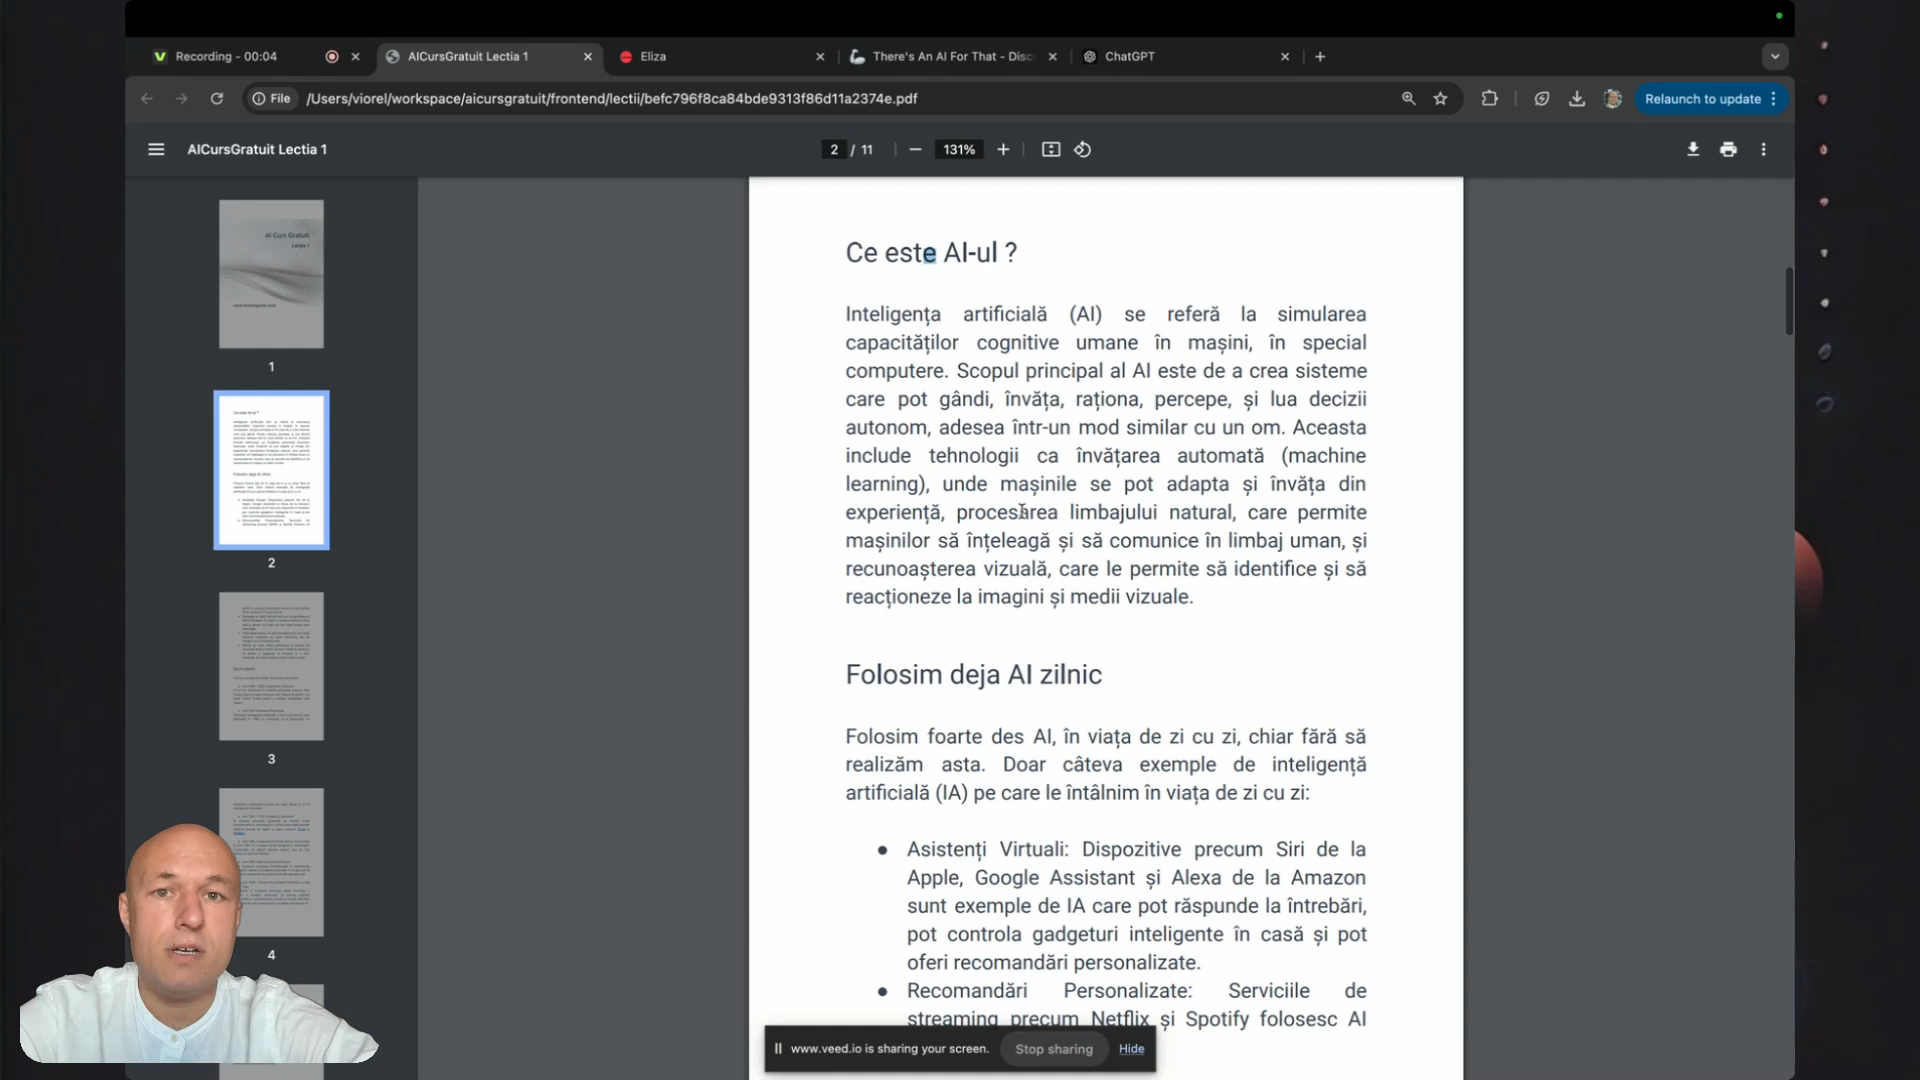 Recording - 00:04
AICursGratuit Lectia 1
Eliza
There's An AI For That - Disc
ChatGPT
File
/Users/viorel/workspace/aicursgratuit/frontend/lectii/befc796f8ca84bde9313f86d11a2374e.pdf
Relaunch to update
AICursGratuit Lectia 1
2 / 11
131%
AI Curs Gratuit
Lectia 1
1
2
3
4
Ce este AI-ul ?
Inteligența artificială (AI) se referă la simularea
capacităților cognitive umane în mașini, în special
computere. Scopul principal al AI este de a crea sisteme
care pot gândi, învăța, raționa, percepe, și lua decizii
autonom, adesea într-un mod similar cu un om. Aceasta
include tehnologii ca învățarea automată (machine
learning), unde mașinile se pot adapta și învăța din
experiență, procesarea limbajului natural, care permite
mașinilor să înțeleagă și să comunice în limbaj uman, și
recunoașterea vizuală, care le permite să identifice și să
reacționeze la imagini și medii vizuale.
Folosim deja AI zilnic
Folosim foarte des AI, în viața de zi cu zi, chiar fără să
realizăm asta. Doar câteva exemple de inteligență
artificială (IA) pe care le întâlnim în viața de zi cu zi:
● Asistenți Virtuali: Dispozitive precum Siri de la
Apple, Google Assistant și Alexa de la Amazon
sunt exemple de IA care pot răspunde la întrebări,
pot controla gadgeturi inteligente în casă și pot
oferi recomandări personalizate.
● Recomandări Personalizate: Serviciile de
streaming precum Netflix și Spotify folosesc AI
www.veed.io is sharing your screen.
Stop sharing
Hide